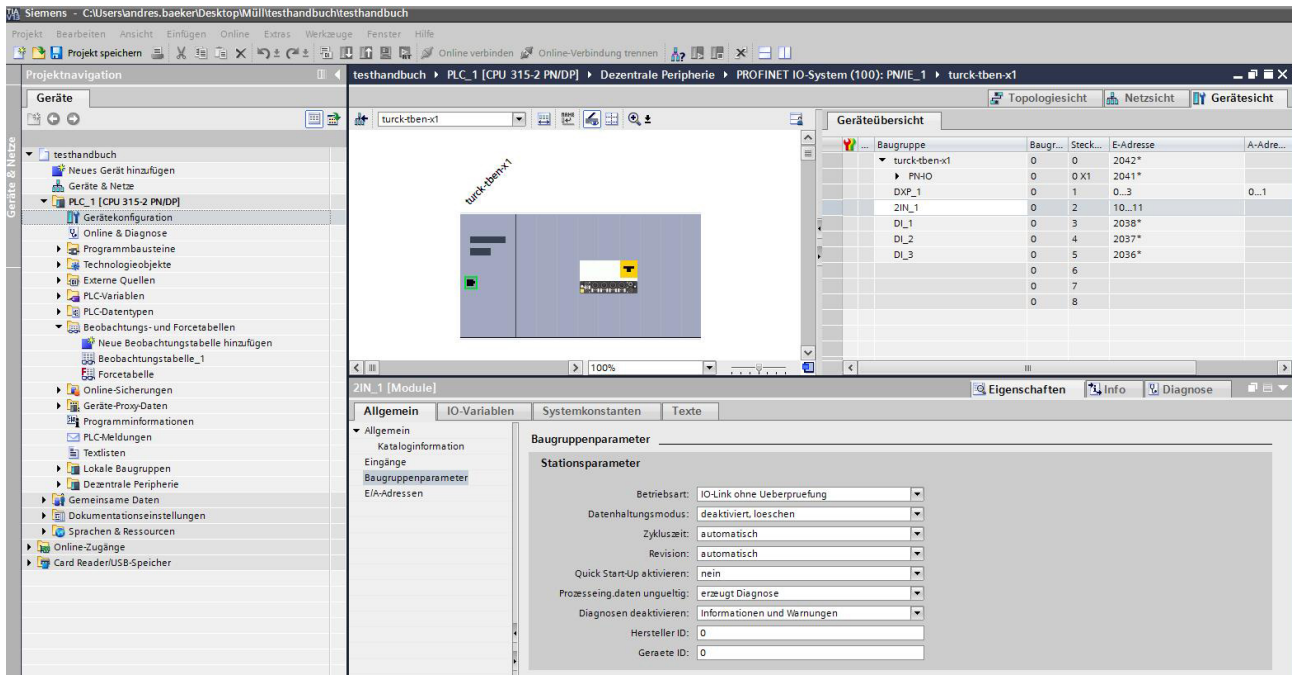 Siemens - C:\Users\andres.baeker\Desktop\Müll\testhandbuch\testhandbuch
Projekt Bearbeiten Ansicht Einfügen Online Extras Werkzeuge Fenster Hilfe
Projekt speichern Online verbinden Online-Verbindung trennen
Projektnavigation
testhandbuch PLC_1 [CPU 315-2 PN/DP] Dezentrale Peripherie PROFINET IO-System (100): PN/IE_1 turck-tben-x1
Geräte
Topologiesicht Netzsicht Gerätesicht
Geräte & Netze
testhandbuch
Neues Gerät hinzufügen
Geräte & Netze
PLC_1 [CPU 315-2 PN/DP]
Gerätekonfiguration
Online & Diagnose
Programmbausteine
Technologieobjekte
Externe Quellen
PLC-Variablen
PLC-Datentypen
Beobachtungs- und Forcetabellen
Neue Beobachtungstabelle hinzufügen
Beobachtungstabelle_1
Forcetabelle
Online-Sicherungen
Geräte-Proxy-Daten
Programminformationen
PLC-Meldungen
Textlisten
Lokale Baugruppen
Dezentrale Peripherie
Gemeinsame Daten
Dokumentationseinstellungen
Sprachen & Ressourcen
Online-Zugänge
Card Reader/USB-Speicher
turck-tben-x1
turck-tben-x1
100%
Geräteübersicht
... Baugruppe Baugr... Steck... E-Adresse A-Adre...
turck-tben-x1 0 0 2042*
PN-IO 0 0 X1 2041*
DXP_1 0 1 0...3 0...1
2IN_1 0 2 10...11
DI_1 0 3 2038*
DI_2 0 4 2037*
DI_3 0 5 2036*
0 6
0 7
0 8
2IN_1 [Module]
Eigenschaften Info Diagnose
Allgemein IO-Variablen Systemkonstanten Texte
Allgemein
Kataloginformation
Eingänge
Baugruppenparameter
E/A-Adressen
Baugruppenparameter
Stationsparameter
Betriebsart: IO-Link ohne Ueberpruefung
Datenhaltungsmodus: deaktiviert, loeschen
Zykluszeit: automatisch
Revision: automatisch
Quick Start-Up aktivieren: nein
Prozesseing.daten ungueltig: erzeugt Diagnose
Diagnosen deaktivieren: Informationen und Warnungen
Hersteller ID: 0
Geraete ID: 0